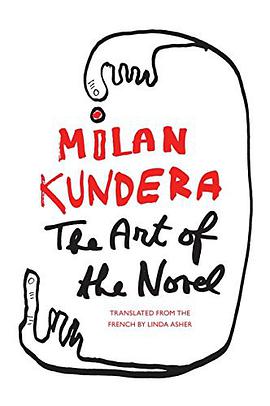 MILAN
KUNDERA
The Art of
the Novel
TRANSLATED FROM THE
FRENCH BY LINDA ASHER